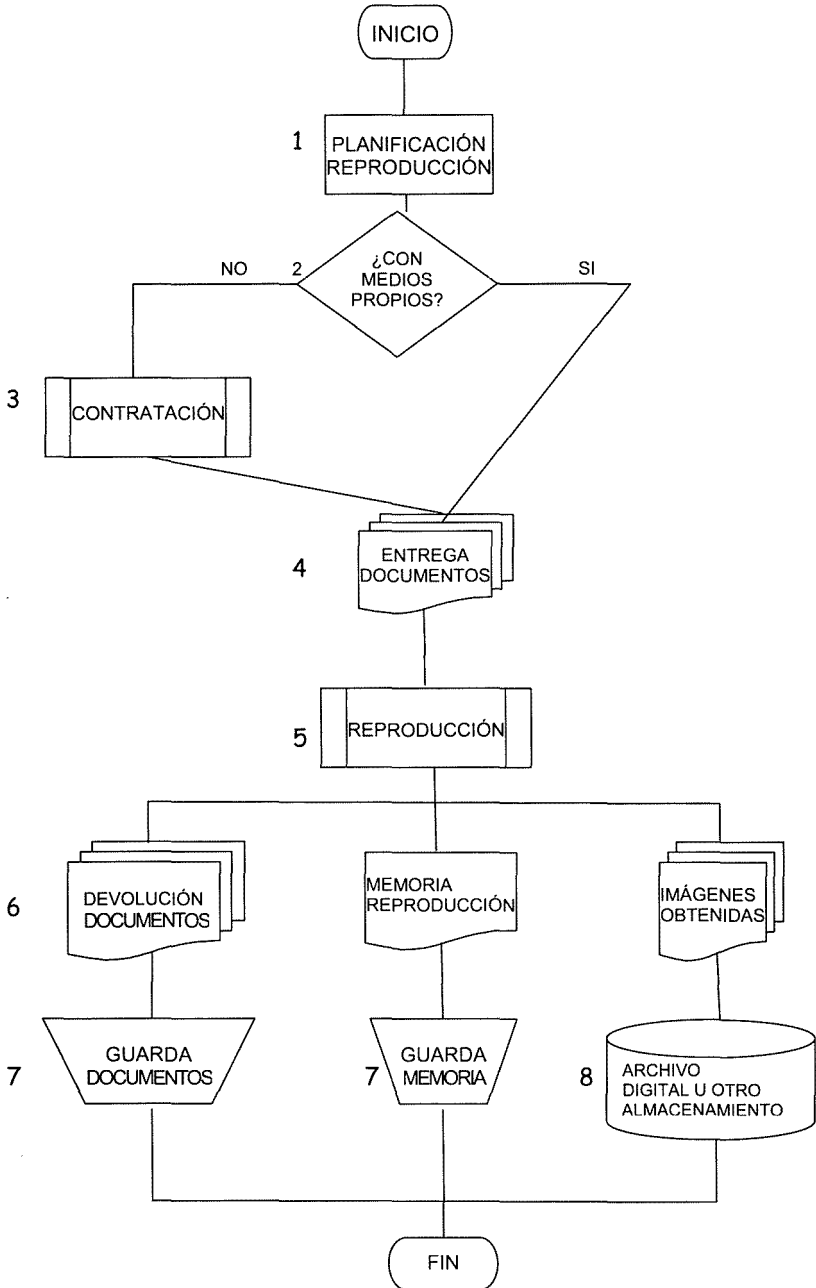 INICIO
1
PLANIFICACIÓN
REPRODUCCIÓN
NO
2
¿CON
MEDIOS
PROPIOS?
SI
3
CONTRATACIÓN
4
ENTREGA
DOCUMENTOS
5
REPRODUCCIÓN
6
DEVOLUCIÓN
DOCUMENTOS
MEMORIA
REPRODUCCIÓN
IMÁGENES
OBTENIDAS
7
GUARDA
DOCUMENTOS
7
GUARDA
MEMORIA
8
ARCHIVO
DIGITAL U OTRO
ALMACENAMIENTO
FIN